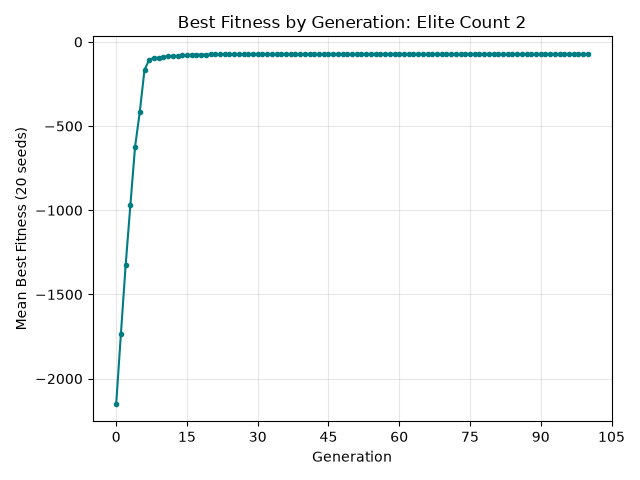 Best Fitness by Generation: Elite Count 2
Mean Best Fitness (20 seeds)
0
−500
−1000
−1500
−2000
0 15 30 45 60 75 90 105
Generation